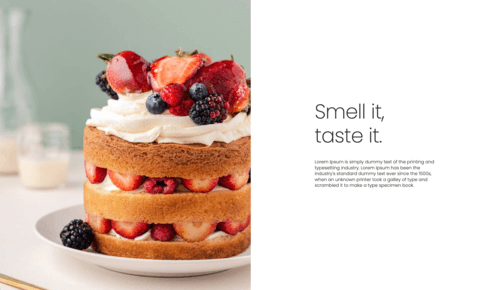 Smell it,
taste it.
Lorem Ipsum is simply dummy text of the printing and
typesetting industry. Lorem Ipsum has been the
industry's standard dummy text ever since the 1500s,
when an unknown printer took a galley of type and
scrambled it to make a type specimen book.